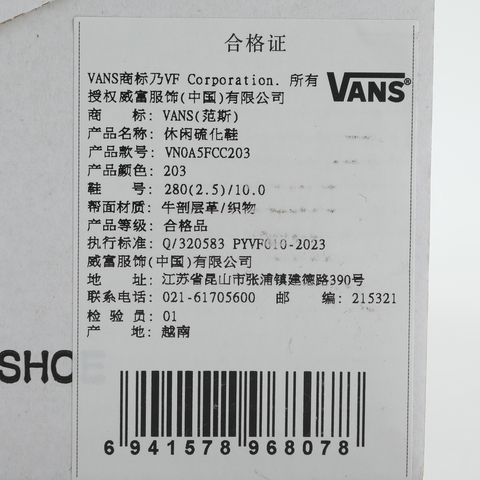 合格证
VANS商标乃VF Corporation. 所有
授权威富服饰(中国)有限公司
VANS®
商 标: VANS(范斯)
产品名称: 休闲硫化鞋
产品款号: VN0A5FCC203
产品颜色: 203
鞋 号: 280(2.5)/10.0
帮面材质: 牛剖层革/织物
产品等级: 合格品
执行标准: Q/320583 PYVF010-2023
威富服饰(中国)有限公司
地 址: 江苏省昆山市张浦镇建德路390号
联系电话: 021-61705600 邮 编: 215321
检 验 员: 01
产 地: 越南
SHOE
6 941578 968078